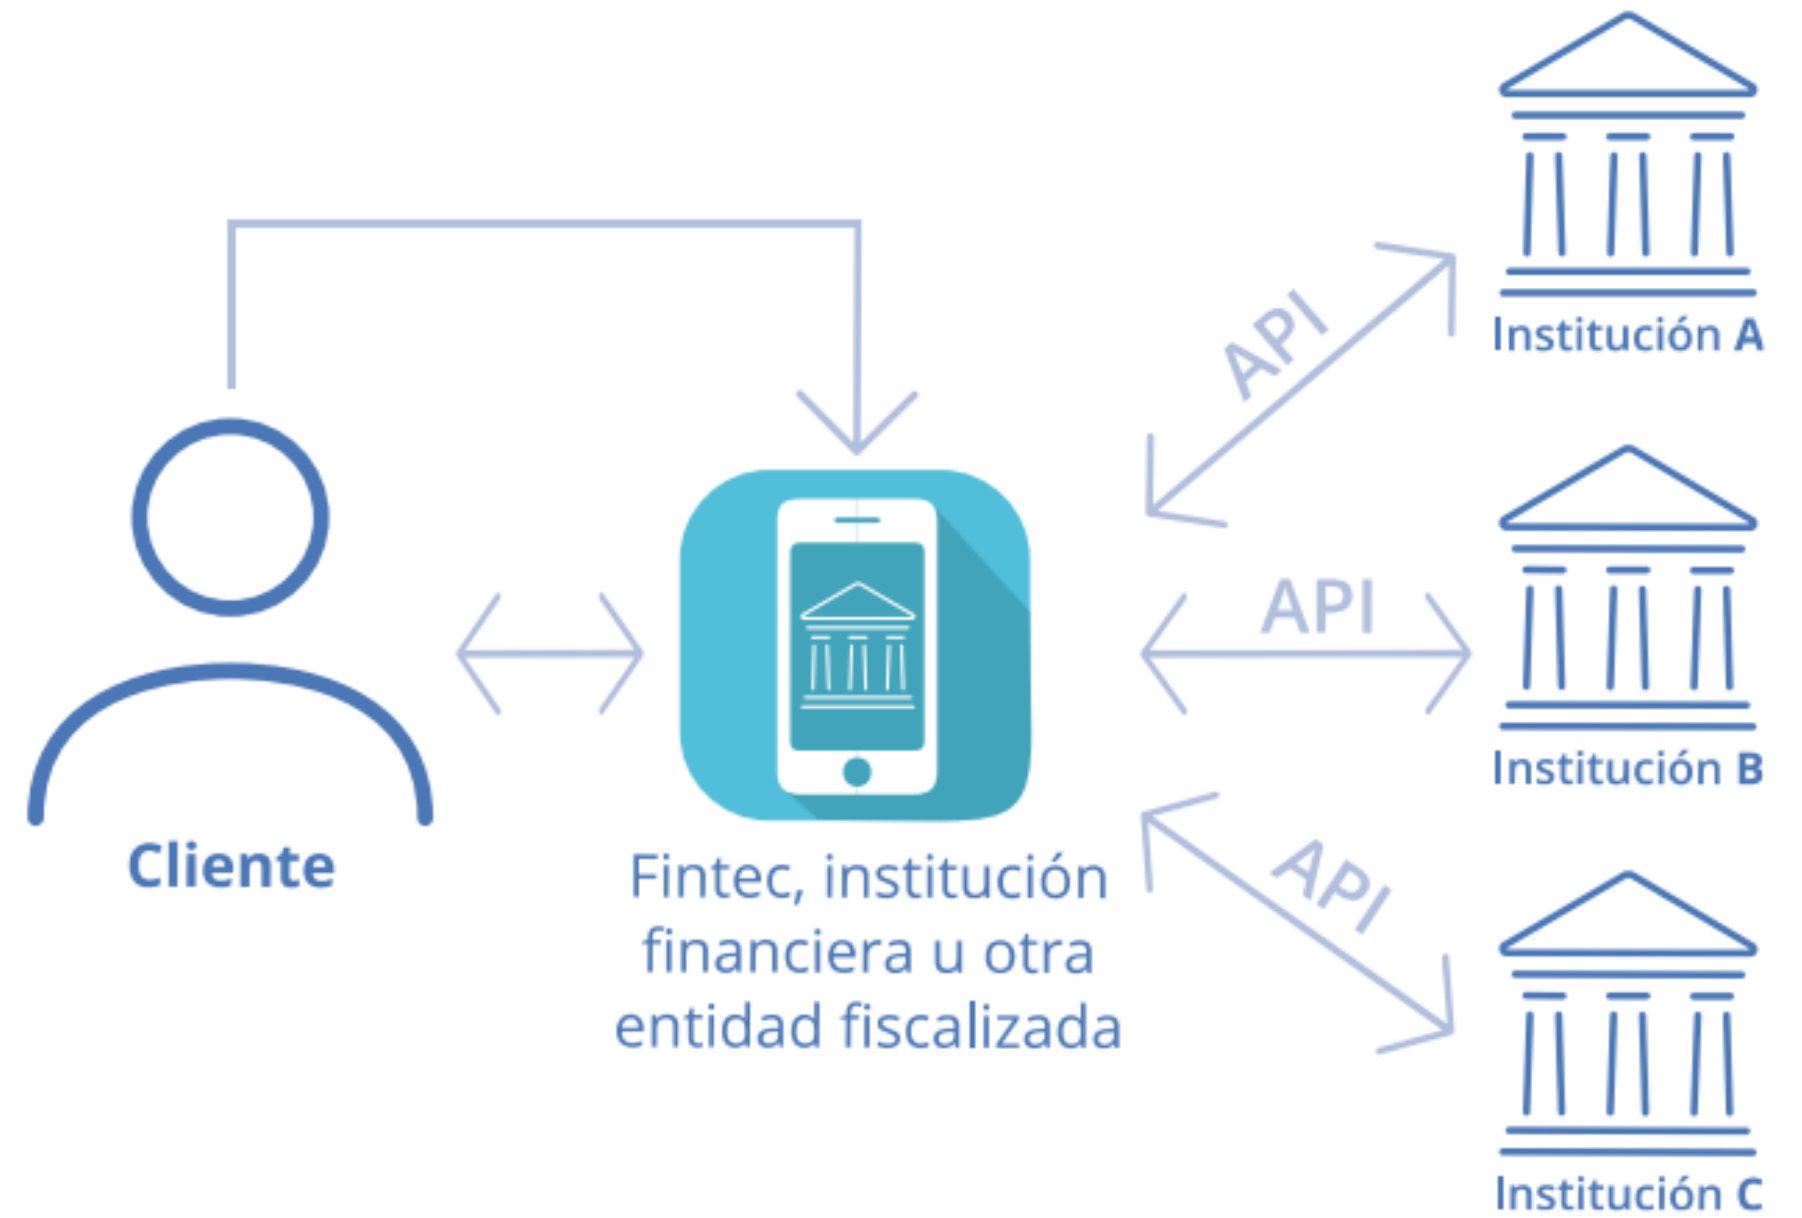 Cliente
Fintec, institución
financiera u otra
entidad fiscalizada
API
API
API
Institución A
Institución B
Institución C